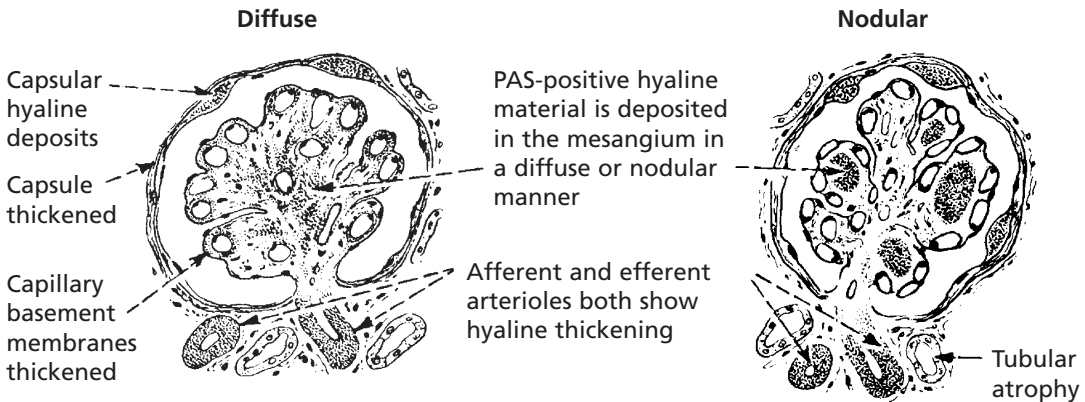 Diffuse
Nodular
Capsular
hyaline
deposits
Capsule
thickened
Capillary
basement
membranes
thickened
PAS-positive hyaline
material is deposited
in the mesangium in
a diffuse or nodular
manner
Afferent and efferent
arterioles both show
hyaline thickening
Tubular
atrophy